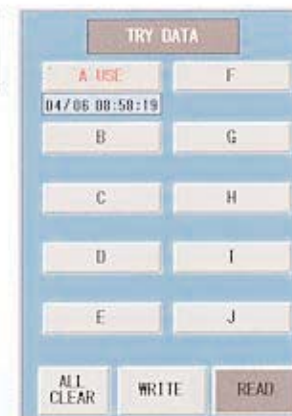 TRY DATA
A USE
F
04/06 08:58:19
B
G
C
H
D
I
E
J
ALL
CLEAR
WRITE
READ